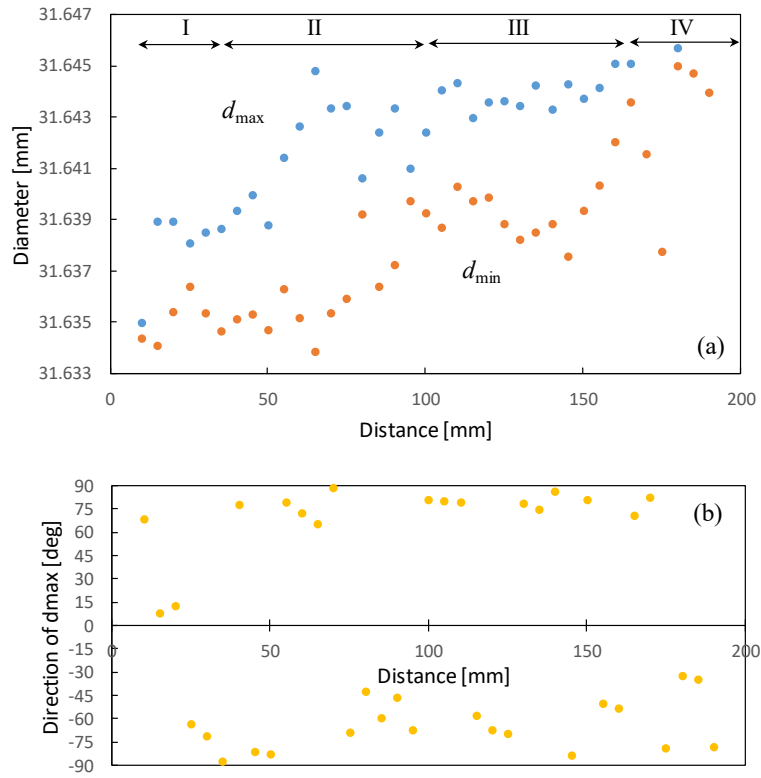 31.647
I II III IV
31.645
d max
31.643
31.641
31.639
31.637
d min
31.635
(a)
31.633
0 50 100 150 200
Diameter [mm]
Distance [mm]
90
75
(b)
60
45
30
15
0
0 50 100 150 200
-15
-30
Distance [mm]
-45
-60
-75
-90
Direction of dmax [deg]